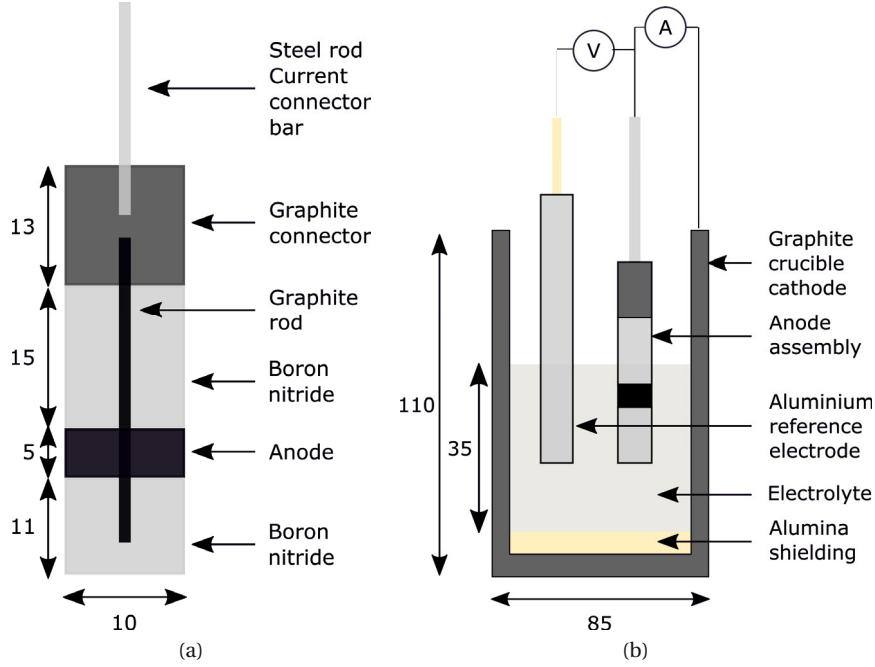 Steel rod
Current
connector
bar
13
Graphite
connector
Graphite
rod
15
Boron
nitride
5
Anode
11
Boron
nitride
10
(a)
V
A
Graphite
crucible
cathode
Anode
assembly
110
35
Aluminium
reference
electrode
Electrolyte
Alumina
shielding
85
(b)